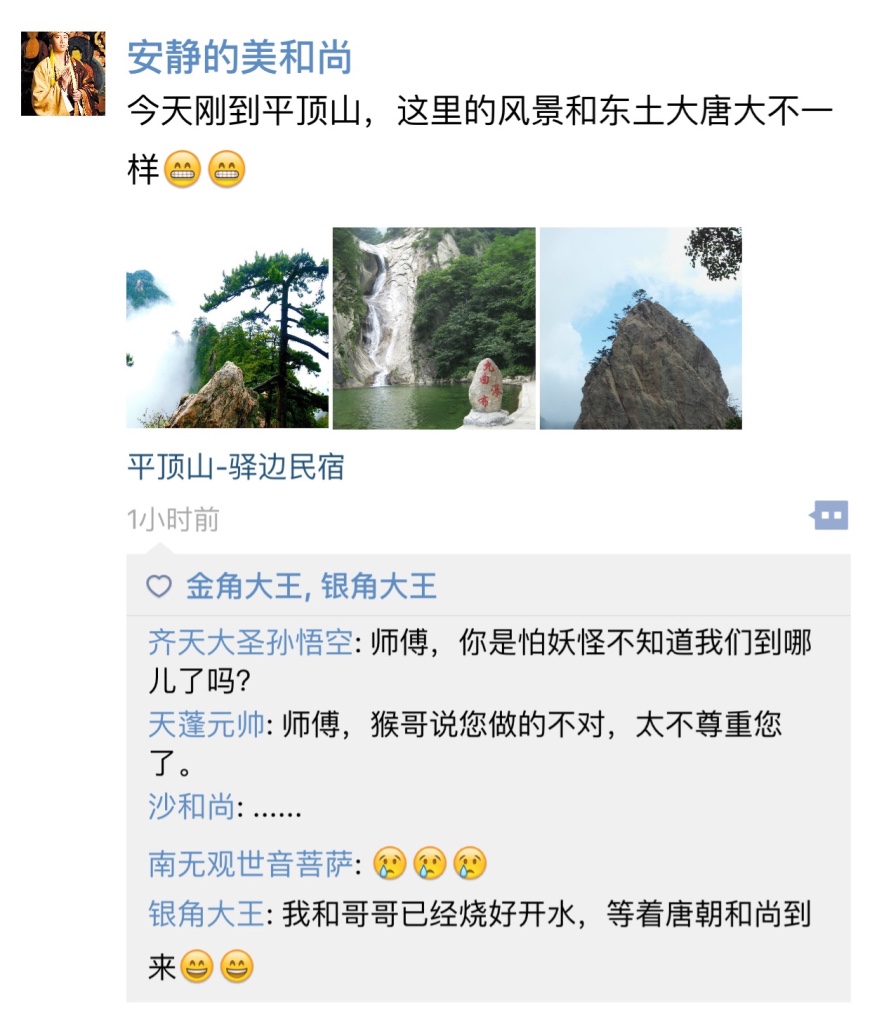 安静的美和尚
今天刚到平顶山，这里的风景和东土大唐大不一
样😁😁
九曲瀑
布
平顶山-驿边民宿
1小时前
金角大王, 银角大王
齐天大圣孙悟空: 师傅，你是怕妖怪不知道我们到哪
儿了吗?
天蓬元帅: 师傅，猴哥说您做的不对，太不尊重您
了。
沙和尚: ......
南无观世音菩萨: 😢😢😢
银角大王: 我和哥哥已经烧好开水，等着唐朝和尚到
来😄😄